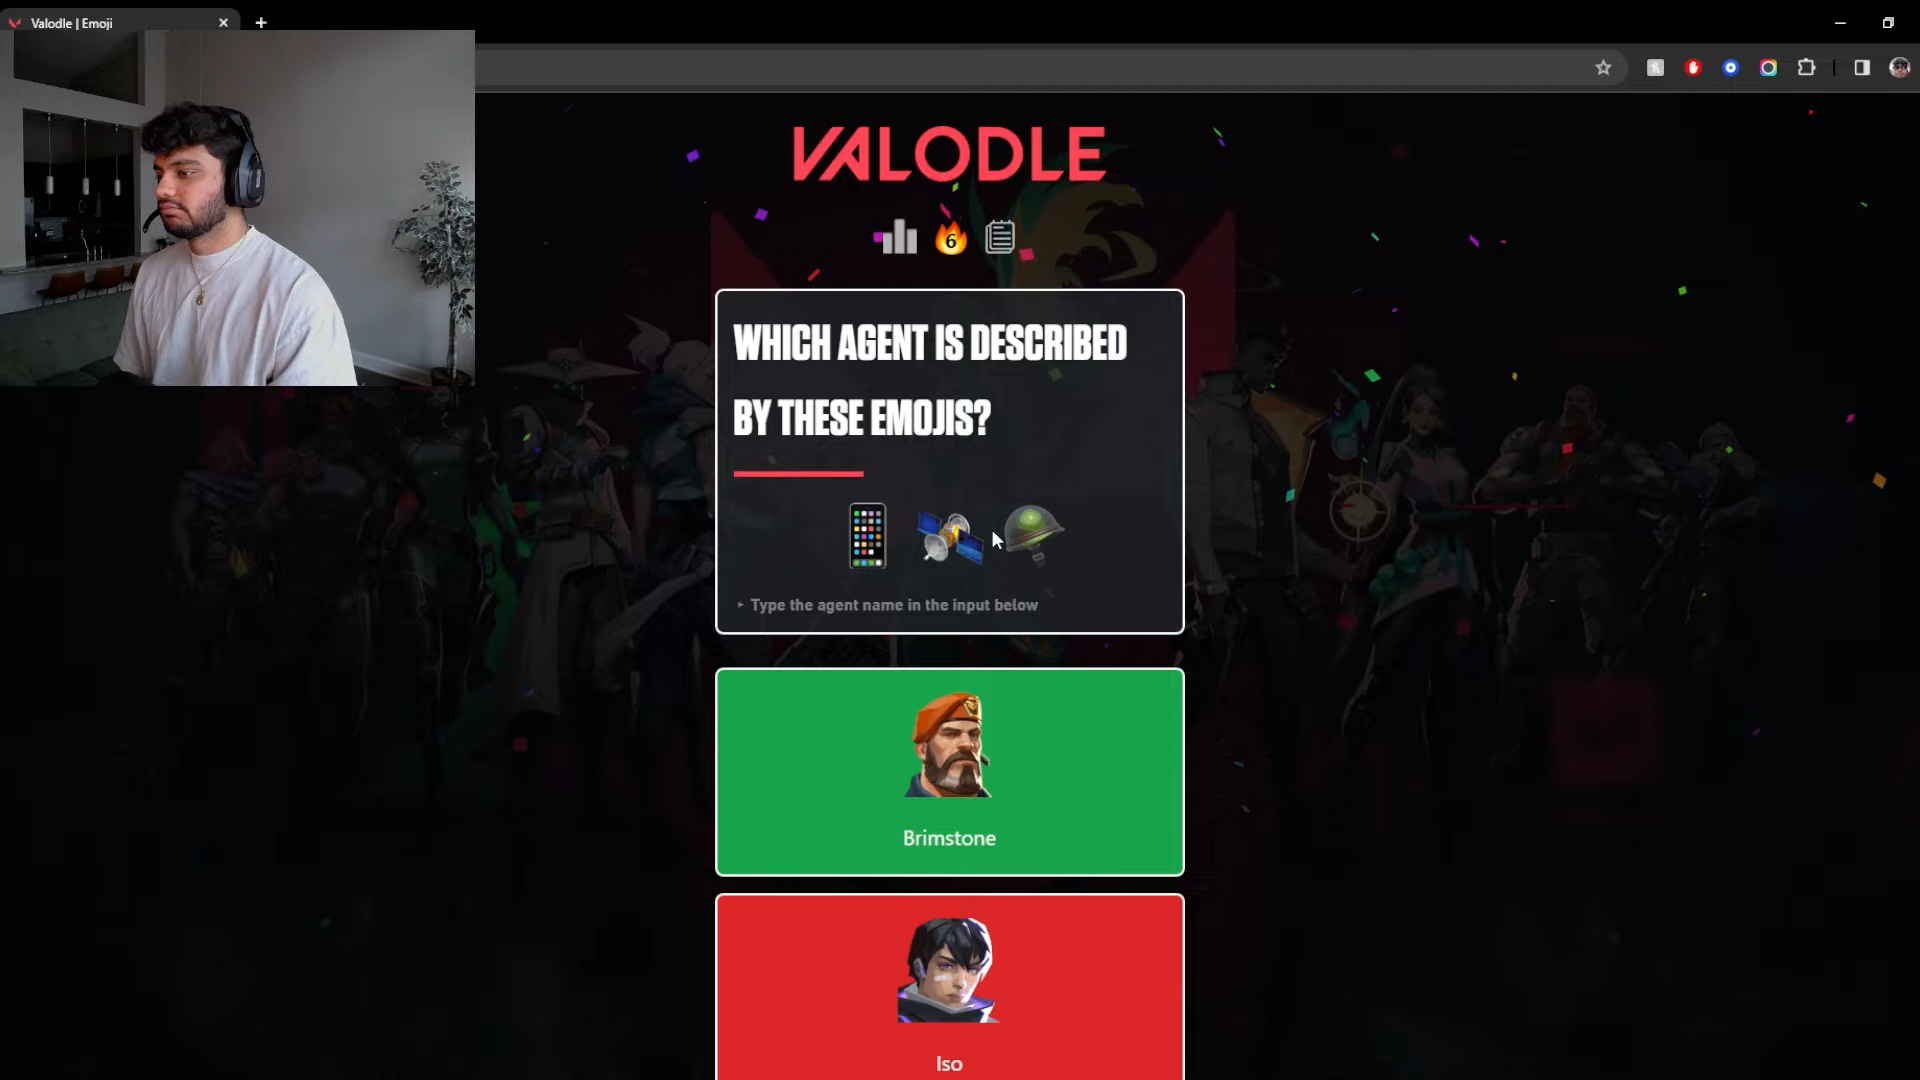 Valodle | Emoji
VALODLE
6
WHICH AGENT IS DESCRIBED
BY THESE EMOJIS?
Type the agent name in the input below
Brimstone
Iso